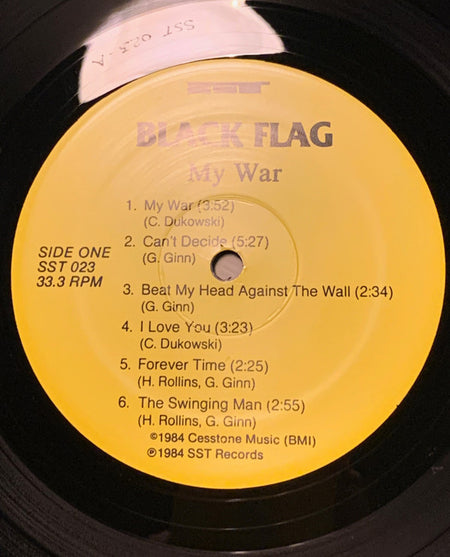 SST 023-A
SST
BLACK FLAG
My War
1. My War (3:52)
(C. Dukowski)
2. Can't Decide (5:27)
(G. Ginn)
SIDE ONE
SST 023
33.3 RPM
3. Beat My Head Against The Wall (2:34)
(G. Ginn)
4. I Love You (3:23)
(C. Dukowski)
5. Forever Time (2:25)
(H. Rollins, G. Ginn)
6. The Swinging Man (2:55)
(H. Rollins, G. Ginn)
©1984 Cesstone Music (BMI)
℗1984 SST Records